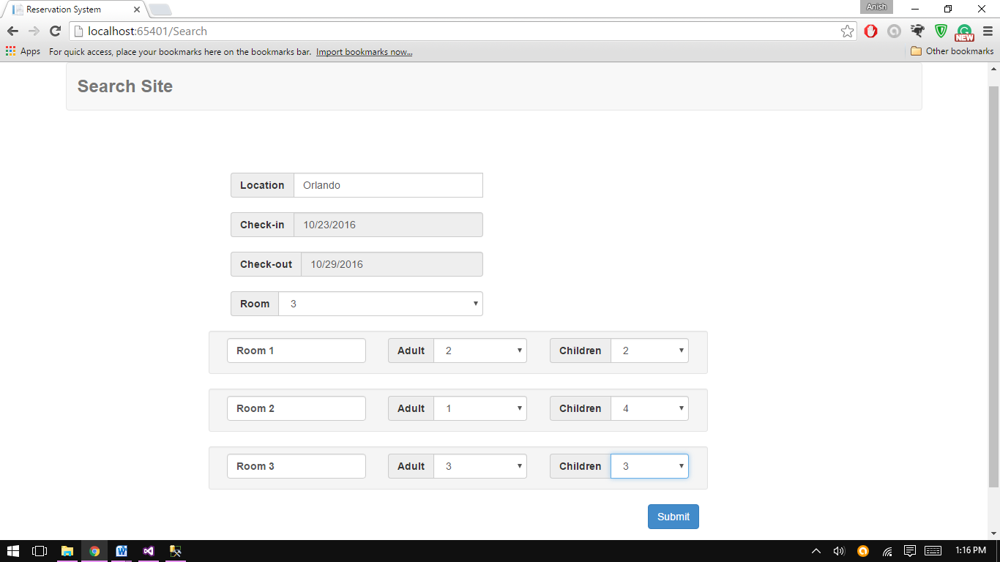 Reservation System
Anish
localhost:65401/Search
NEW
Apps For quick access, place your bookmarks here on the bookmarks bar. Import bookmarks now... Other bookmarks
Search Site
Location Orlando
Check-in 10/23/2016
Check-out 10/29/2016
Room 3
Room 1 Adult 2 Children 2
Room 2 Adult 1 Children 4
Room 3 Adult 3 Children 3
Submit
1:16 PM